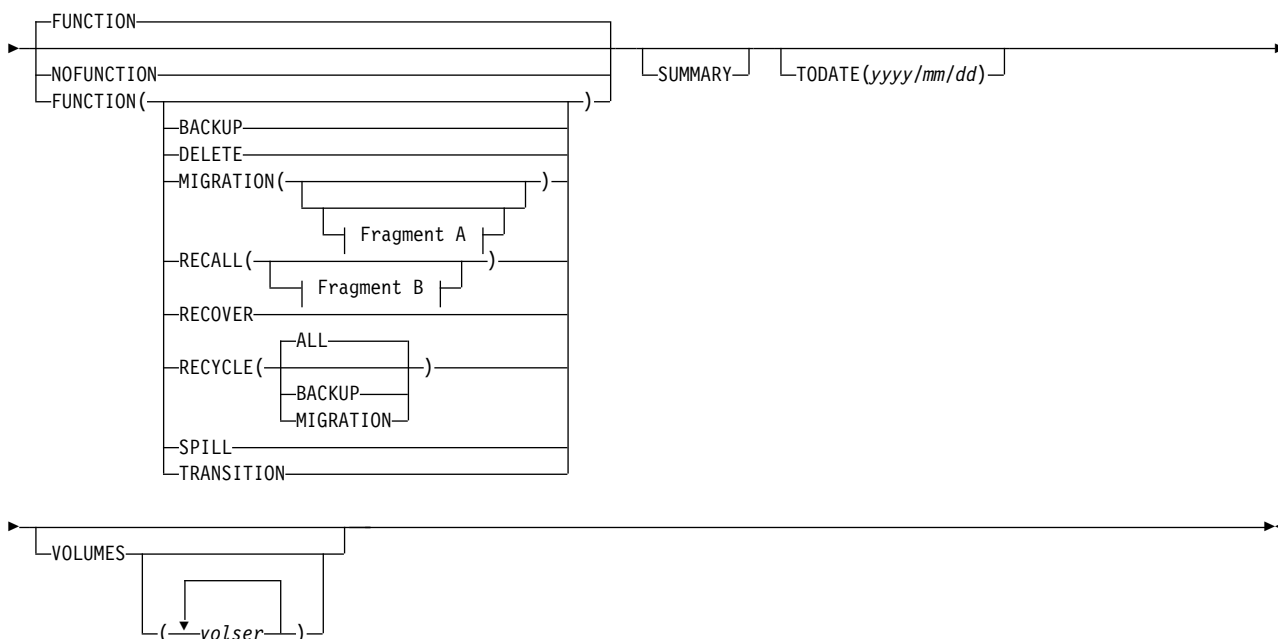 FUNCTION
NOFUNCTION SUMMARY TODATE(yyyy/mm/dd)
FUNCTION( )
BACKUP
DELETE
MIGRATION( )
Fragment A
RECALL( )
Fragment B
RECOVER
ALL
RECYCLE( )
BACKUP
MIGRATION
SPILL
TRANSITION
VOLUMES
( volser )